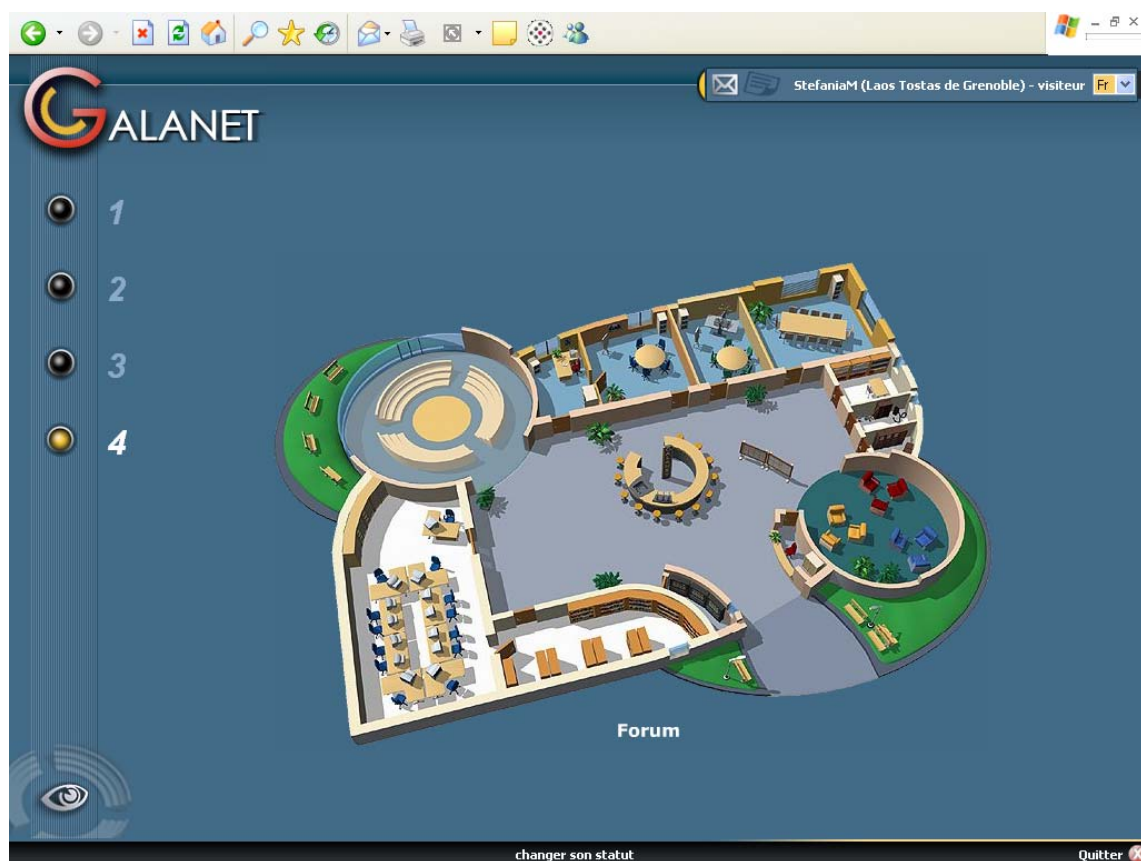 StefaniaM (Laos Tostas de Grenoble) - visiteur Fr
GALANET
1
2
3
4
Forum
changer son statut
Quitter